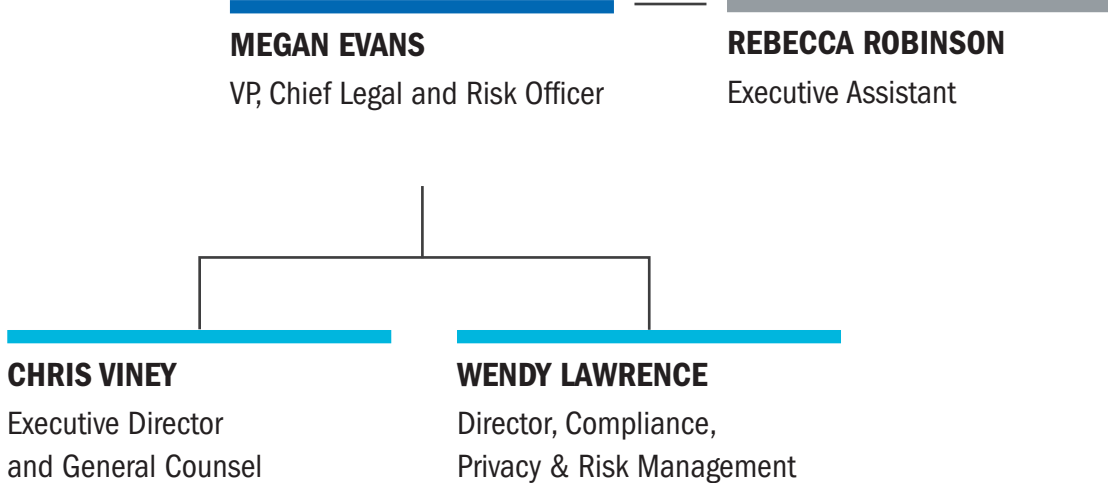 MEGAN EVANS
VP, Chief Legal and Risk Officer
REBECCA ROBINSON
Executive Assistant
CHRIS VINEY
Executive Director
and General Counsel
WENDY LAWRENCE
Director, Compliance,
Privacy & Risk Management